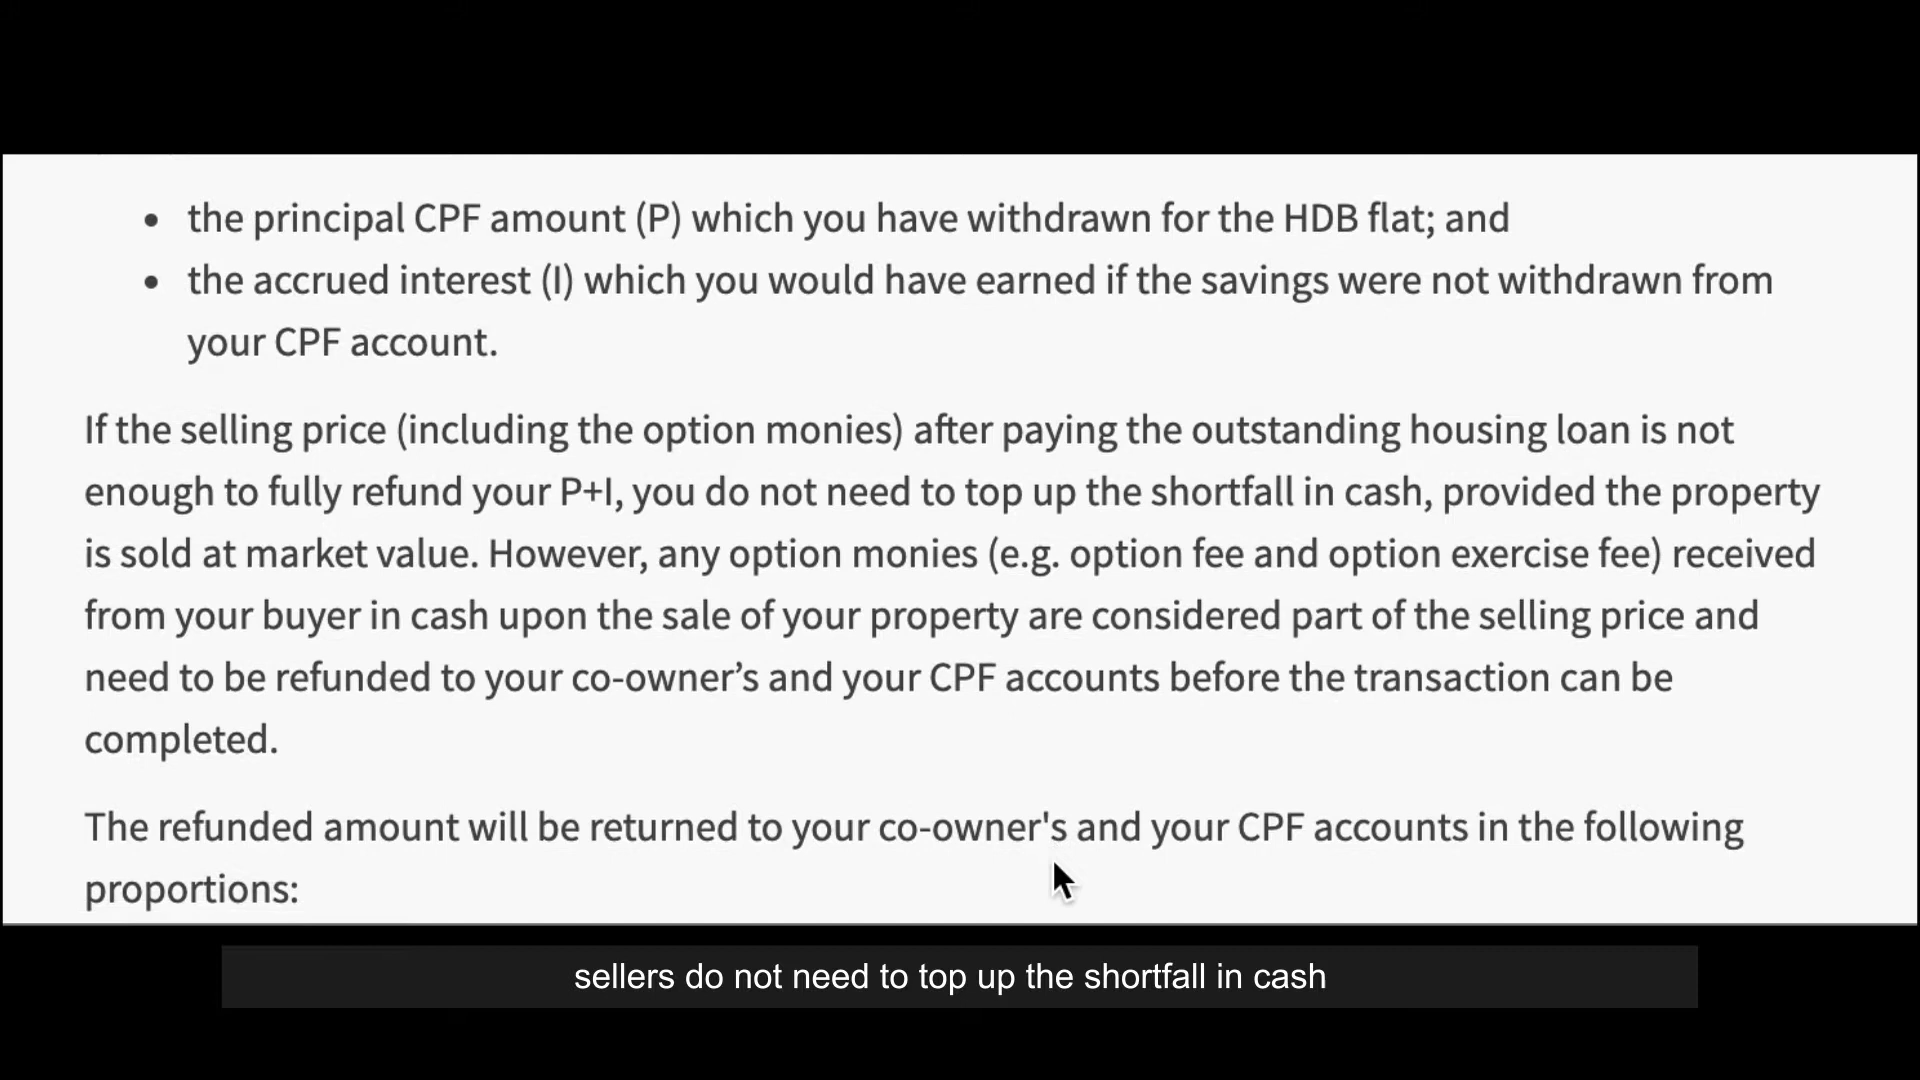 • the principal CPF amount (P) which you have withdrawn for the HDB flat; and
• the accrued interest (I) which you would have earned if the savings were not withdrawn from
your CPF account.
If the selling price (including the option monies) after paying the outstanding housing loan is not
enough to fully refund your P+I, you do not need to top up the shortfall in cash, provided the property
is sold at market value. However, any option monies (e.g. option fee and option exercise fee) received
from your buyer in cash upon the sale of your property are considered part of the selling price and
need to be refunded to your co-owner’s and your CPF accounts before the transaction can be
completed.
The refunded amount will be returned to your co-owner's and your CPF accounts in the following
proportions:
sellers do not need to top up the shortfall in cash